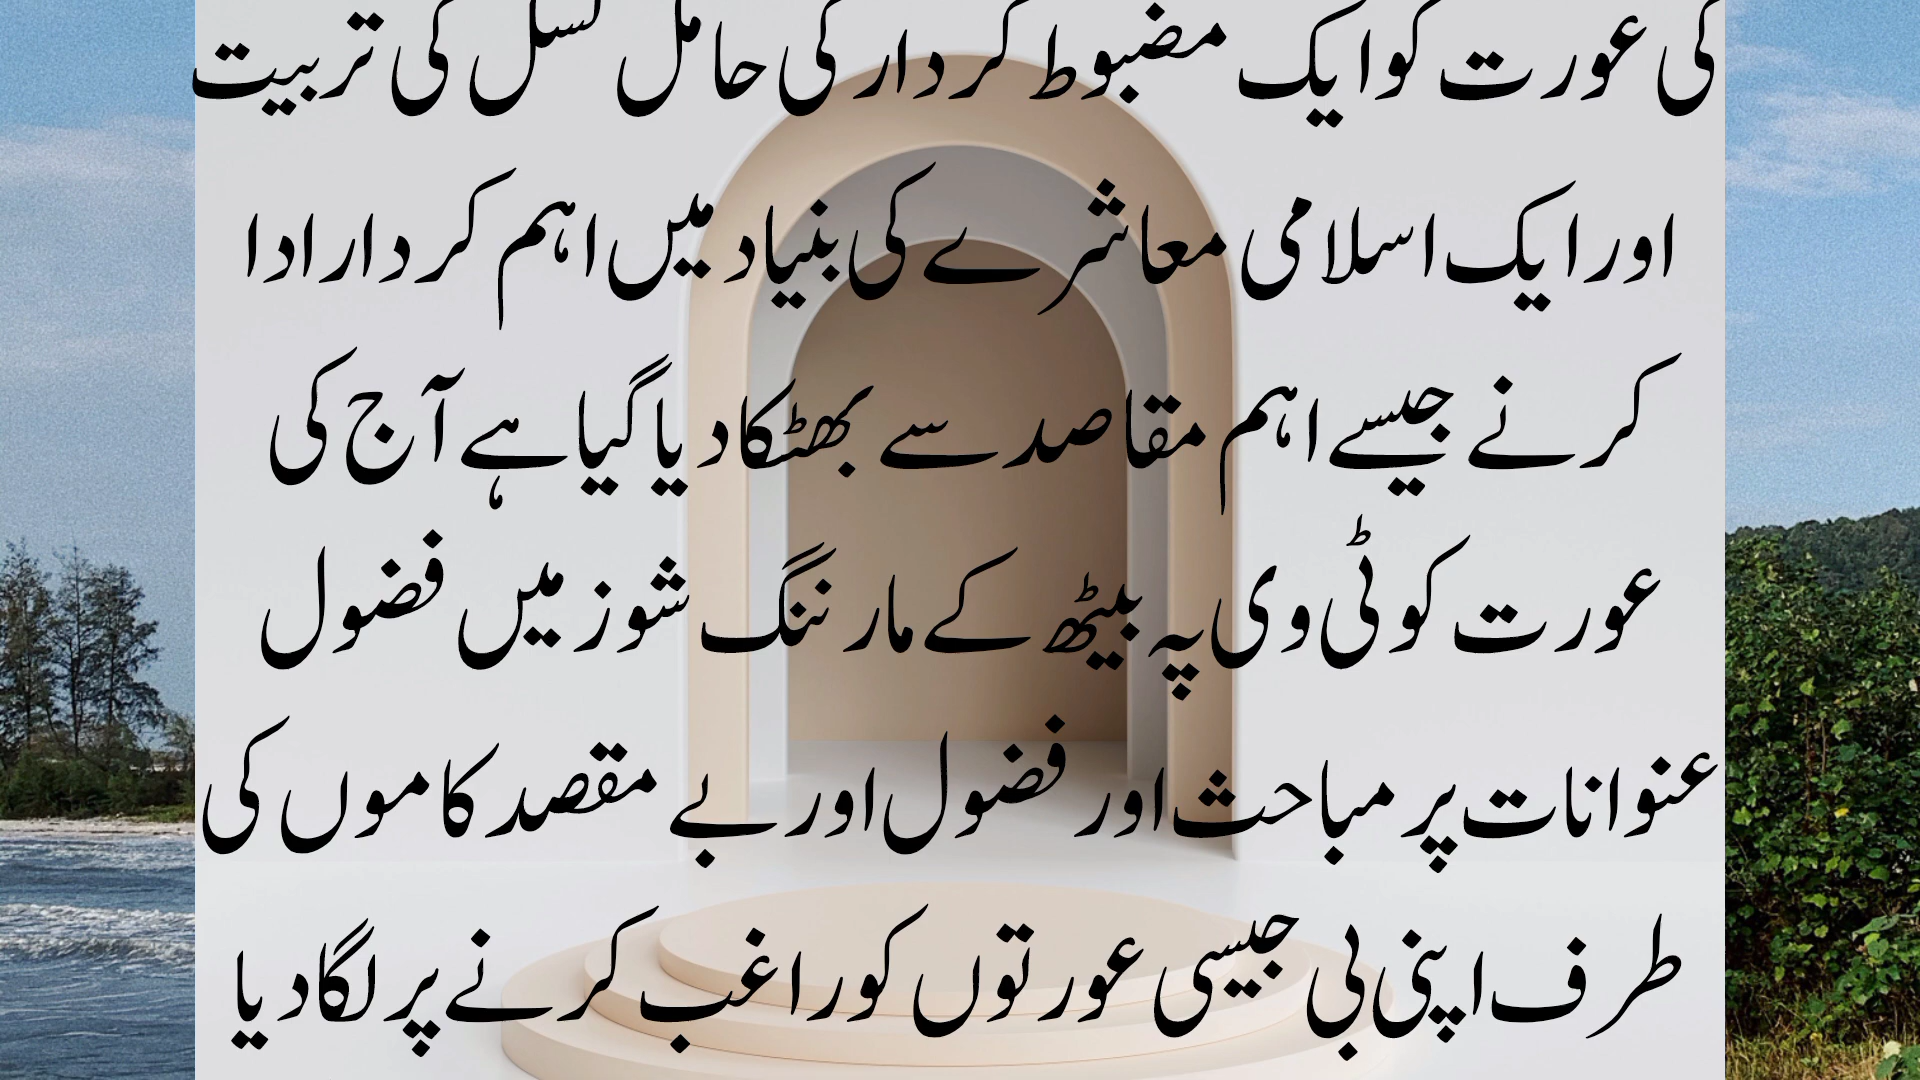 کی عورت کو ایک مضبوط کردار کی حامل نسل کی تربیت
اور ایک اسلامی معاشرے کی بنیاد میں اہم کردار ادا
کرنے جیسے اہم مقاصد سے بھٹکا دیا گیا ہے آج کی
عورت کو ٹی وی پہ بیٹھ کے مارننگ شوز میں فضول
عنوانات پر مباحث اور فضول اور بے مقصد کاموں کی
طرف اپنی بی جیسی عورتوں کو راغب کرنے پر لگا دیا